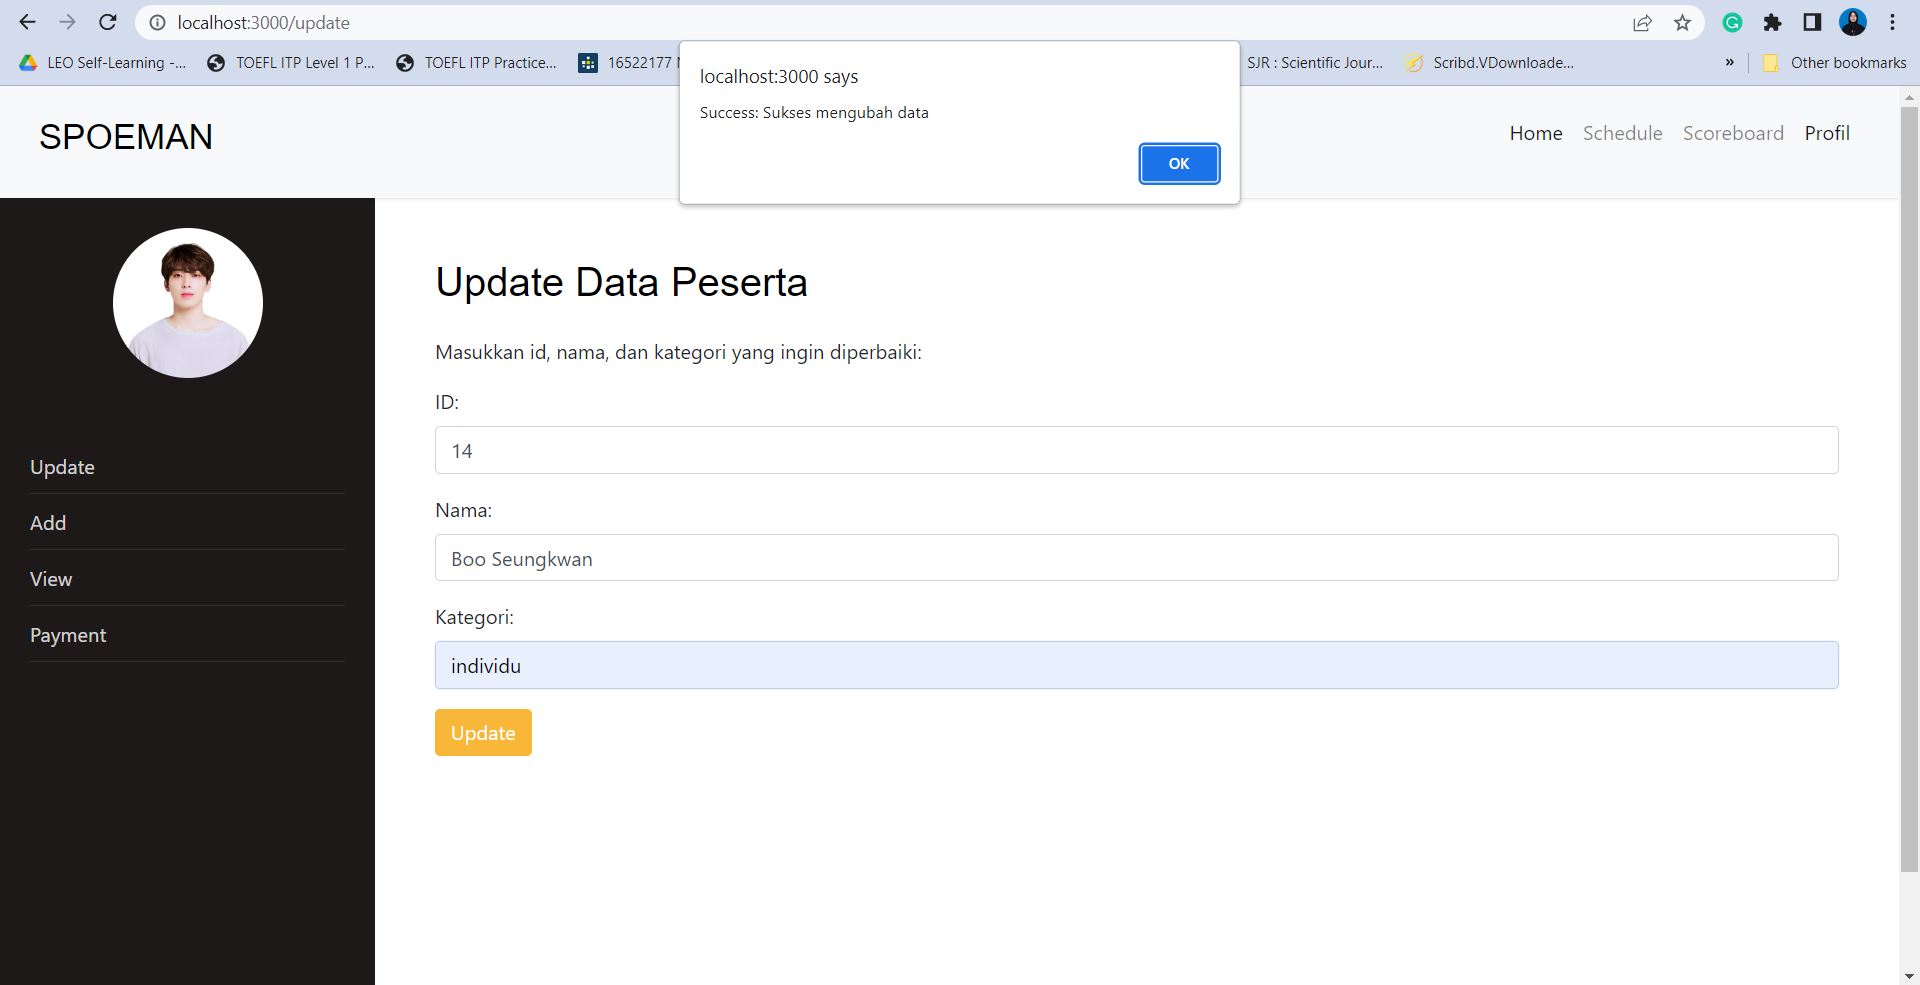 localhost:3000/update
LEO Self-Learning -...
TOEFL ITP Level 1 P...
TOEFL ITP Practice...
16522177
SJR : Scientific Jour...
Scribd.VDownloade...
»
Other bookmarks
localhost:3000 says
Success: Sukses mengubah data
OK
SPOEMAN
Home
Schedule
Scoreboard
Profil
Update
Add
View
Payment
Update Data Peserta
Masukkan id, nama, dan kategori yang ingin diperbaiki:
ID:
14
Nama:
Boo Seungkwan
Kategori:
individu
Update